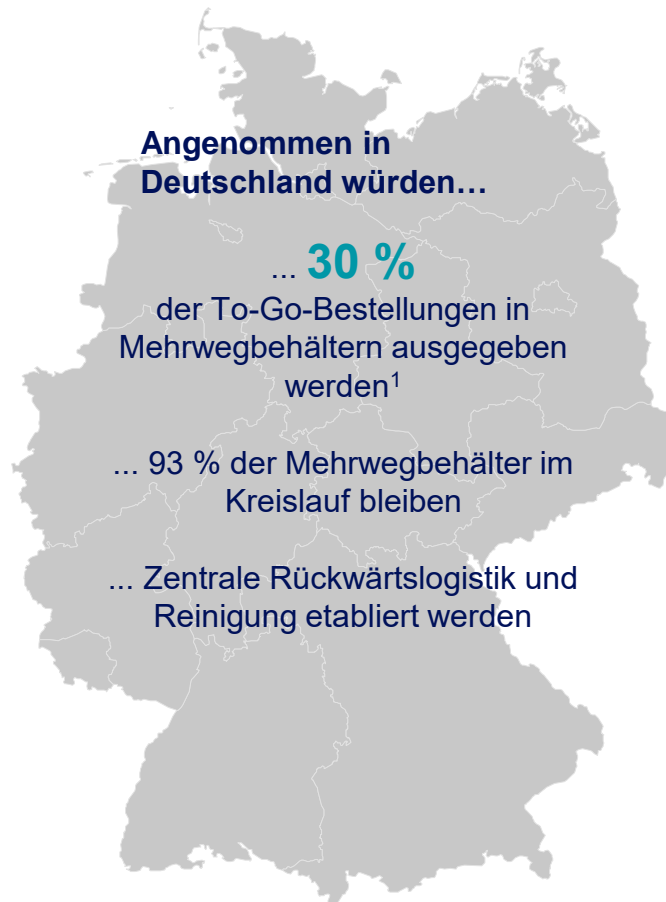 Angenommen in
Deutschland würden…
... 30 %
der To-Go-Bestellungen in
Mehrwegbehältern ausgegeben
werden¹
... 93 % der Mehrwegbehälter im
Kreislauf bleiben
... Zentrale Rückwärtslogistik und
Reinigung etabliert werden